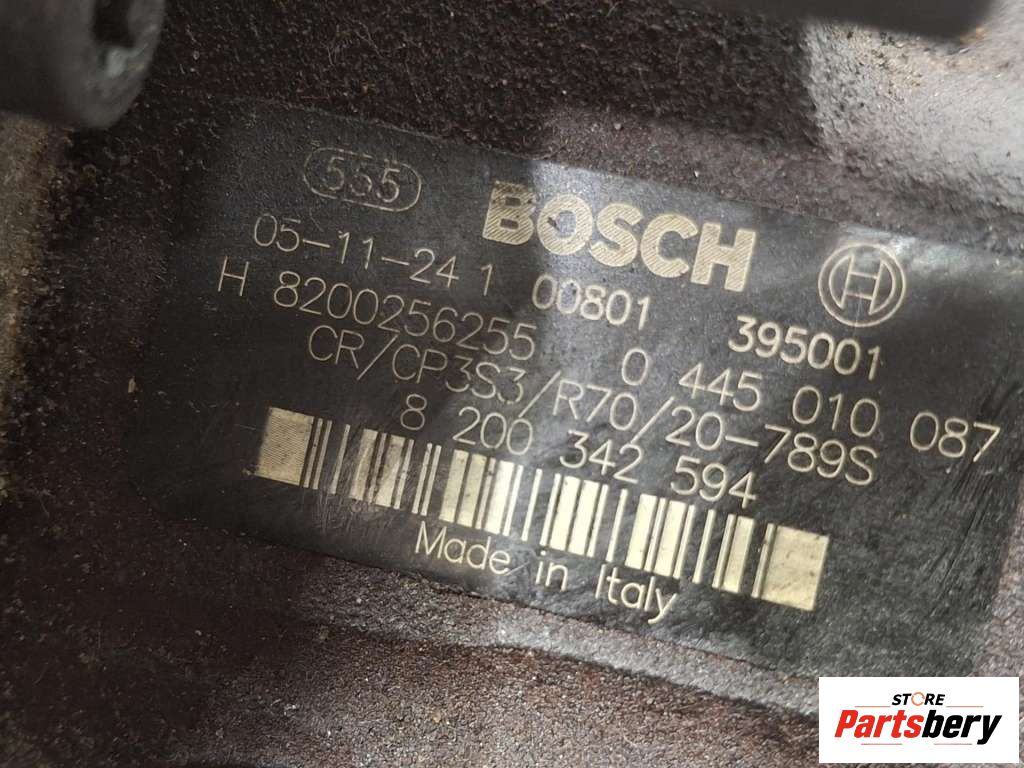 555 BOSCH
05-11-24 1 00801 395001
H 8200256255 0 445 010 087
CR/CP3S3/R70/20-789S
8 200 342 594
Made in Italy
STORE
Partsbery